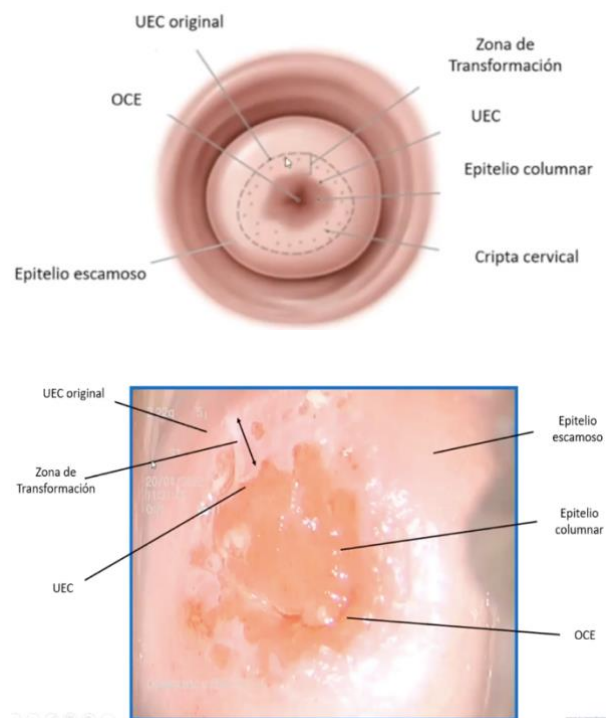 UEC original
Zona de
Transformación
OCE
UEC
Epitelio columnar
Epitelio escamoso
Cripta cervical
UEC original
Epitelio
escamoso
Zona de
Transformación
Epitelio
columnar
UEC
OCE